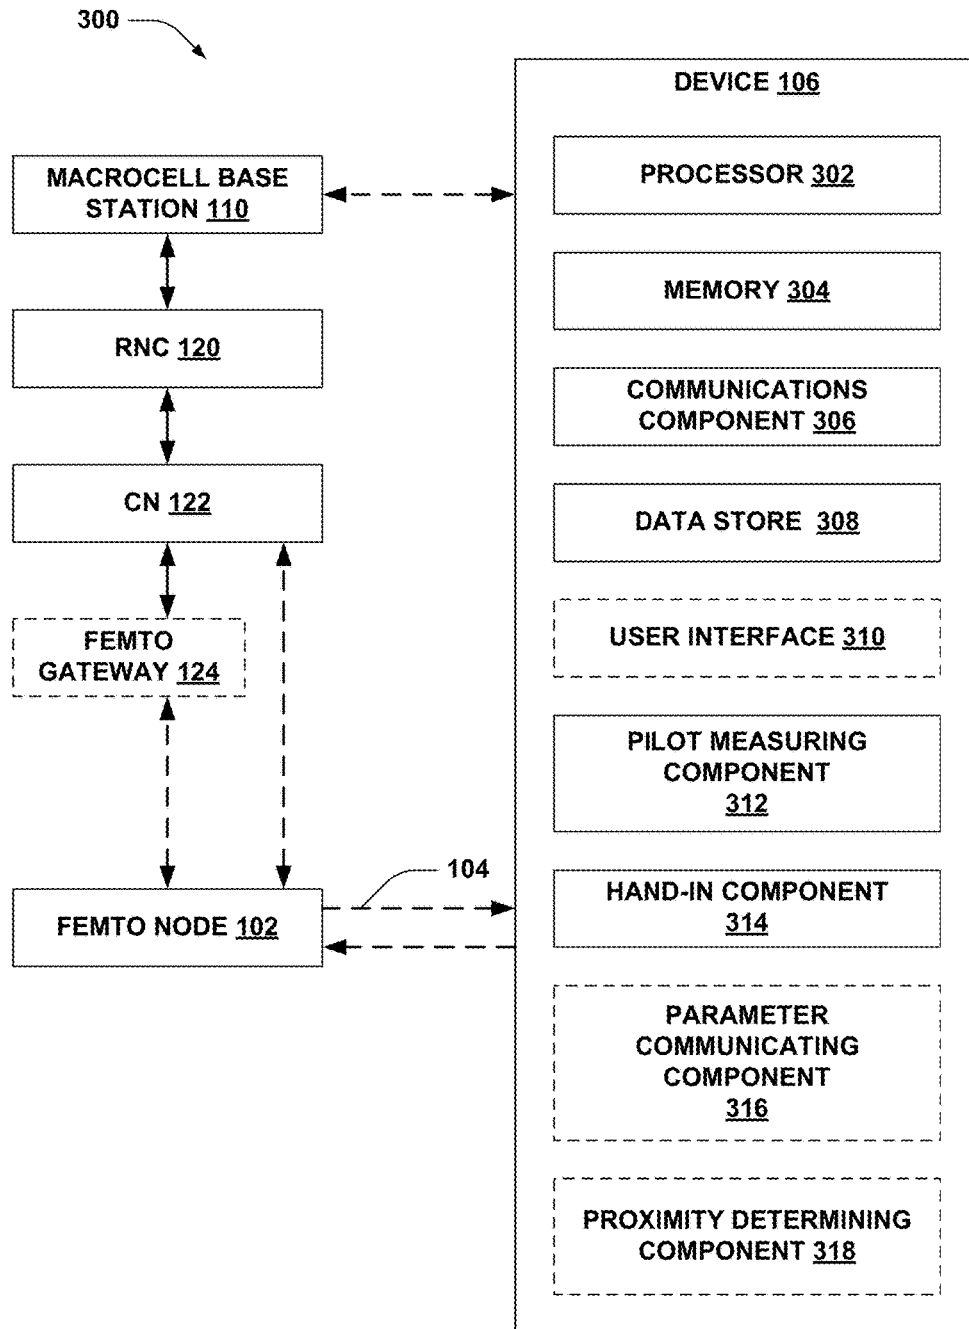 300
MACROCELL BASE
STATION 110
RNC 120
CN 122
FEMTO
GATEWAY 124
FEMTO NODE 102
104
DEVICE 106
PROCESSOR 302
MEMORY 304
COMMUNICATIONS
COMPONENT 306
DATA STORE 308
USER INTERFACE 310
PILOT MEASURING
COMPONENT
312
HAND-IN COMPONENT
314
PARAMETER
COMMUNICATING
COMPONENT
316
PROXIMITY DETERMINING
COMPONENT 318